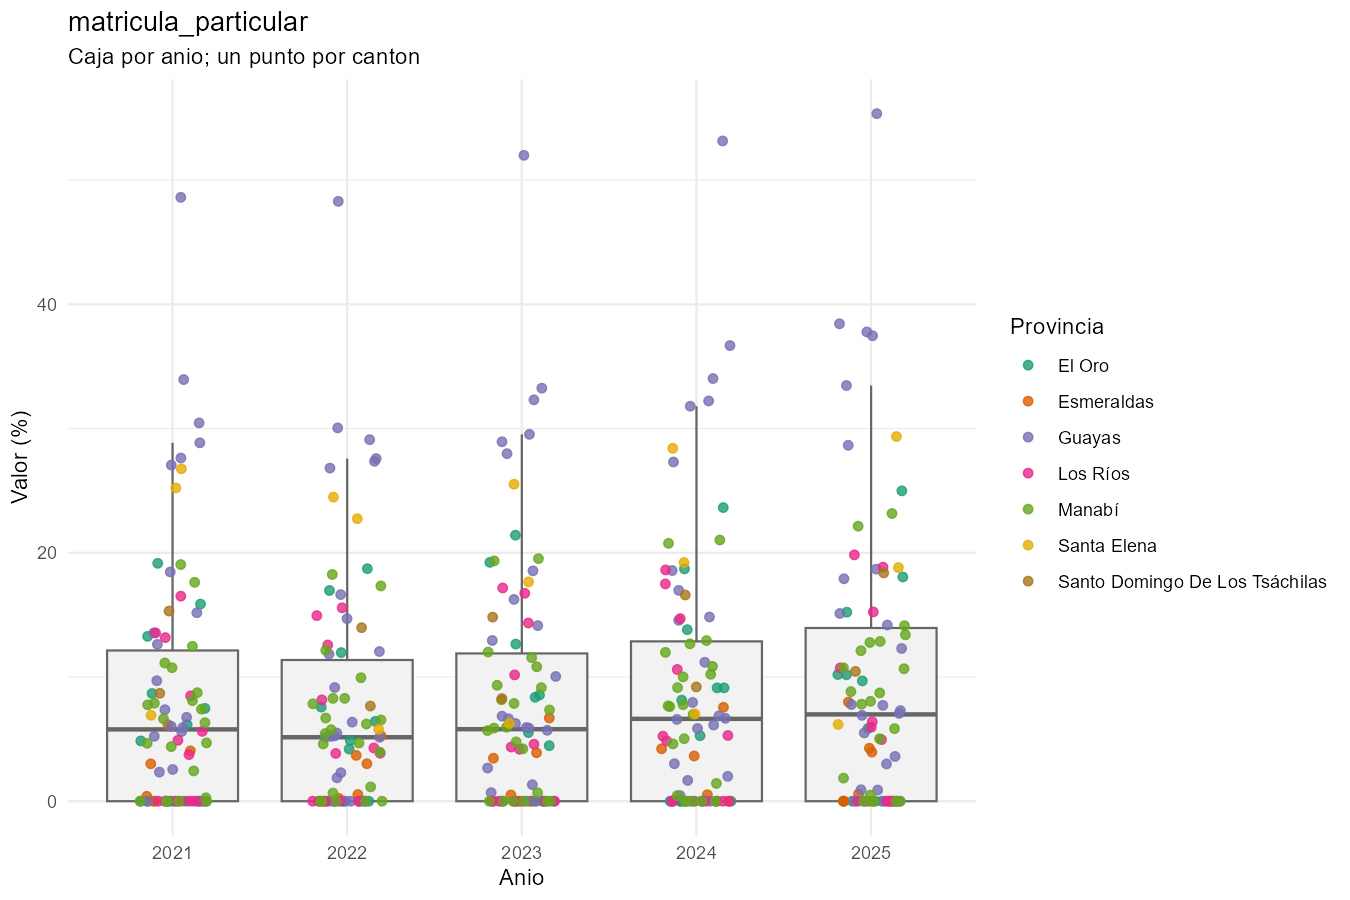 matricula_particular
Caja por anio; un punto por canton
40
20
0
Valor (%)
2021
2022
2023
2024
2025
Anio
Provincia
El Oro
Esmeraldas
Guayas
Los Ríos
Manabí
Santa Elena
Santo Domingo De Los Tsáchilas